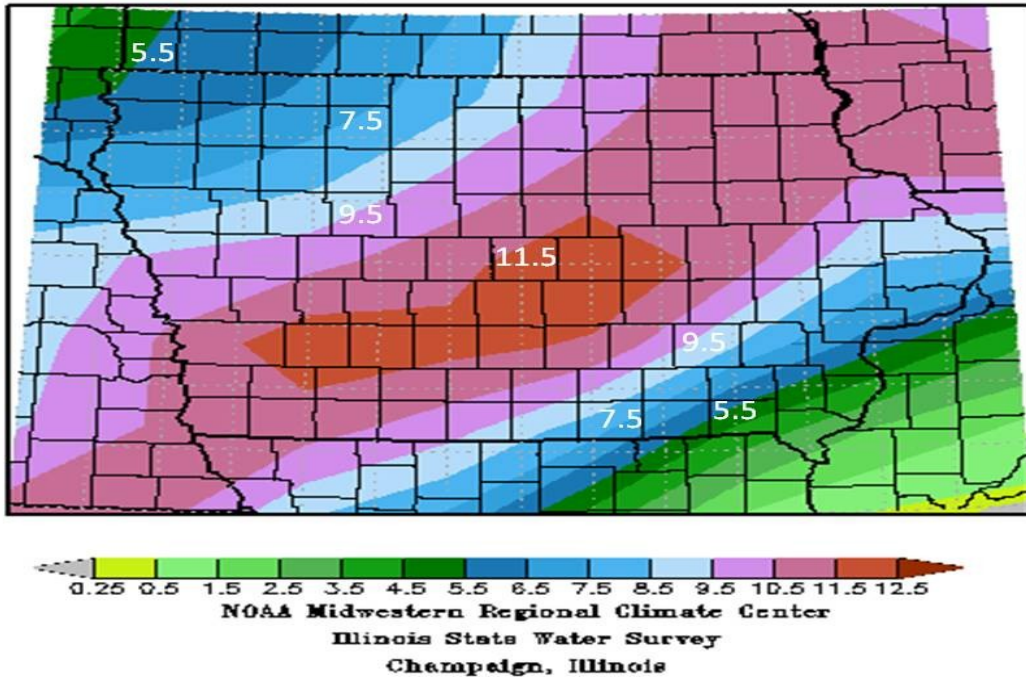 5.5
7.5
9.5
11.5
9.5
7.5 5.5
0.25 0.5 1.5 2.5 3.5 4.5 5.5 6.5 7.5 8.5 9.5 10.5 11.5 12.5
NOAA Midwestern Regional Climate Center
Illinois State Water Survey
Champaign, Illinois